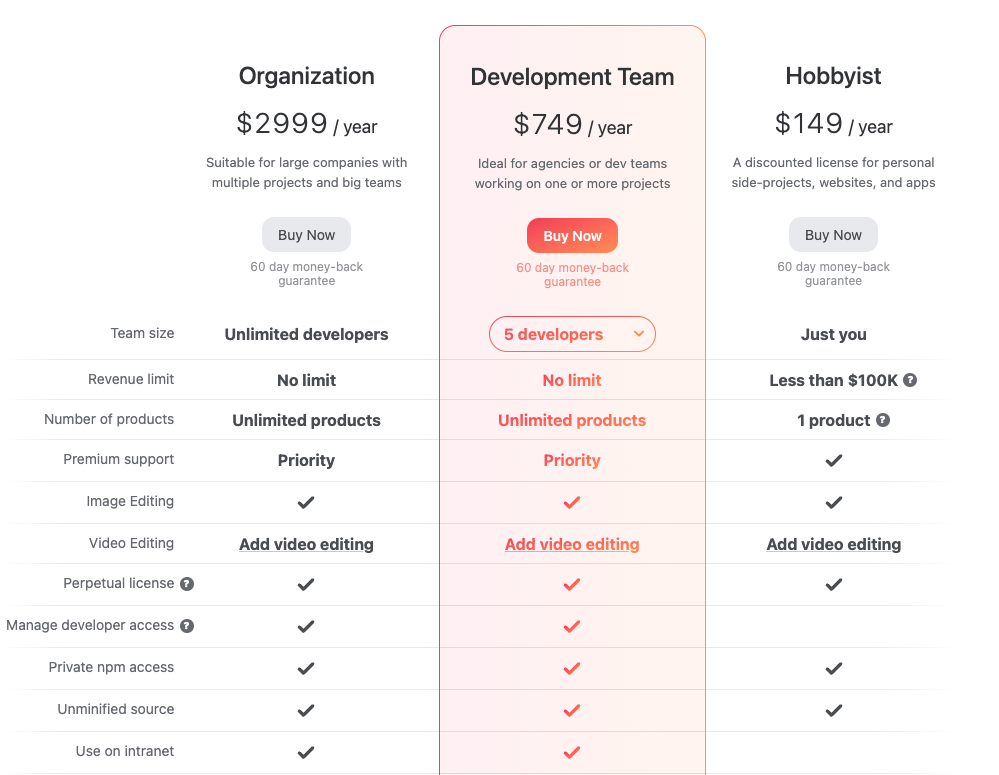 Organization
Development Team
Hobbyist
$2999 / year
$749 / year
$149 / year
Suitable for large companies with
multiple projects and big teams
Ideal for agencies or dev teams
working on one or more projects
A discounted license for personal
side-projects, websites, and apps
Buy Now
Buy Now
Buy Now
60 day money-back
guarantee
60 day money-back
guarantee
60 day money-back
guarantee
Team size Unlimited developers 5 developers Just you
Revenue limit No limit No limit Less than $100K ?
Number of products Unlimited products Unlimited products 1 product ?
Premium support Priority Priority ✓
Image Editing ✓ ✓ ✓
Video Editing Add video editing Add video editing Add video editing
Perpetual license ? ✓ ✓ ✓
Manage developer access ? ✓ ✓
Private npm access ✓ ✓ ✓
Unminified source ✓ ✓ ✓
Use on intranet ✓ ✓